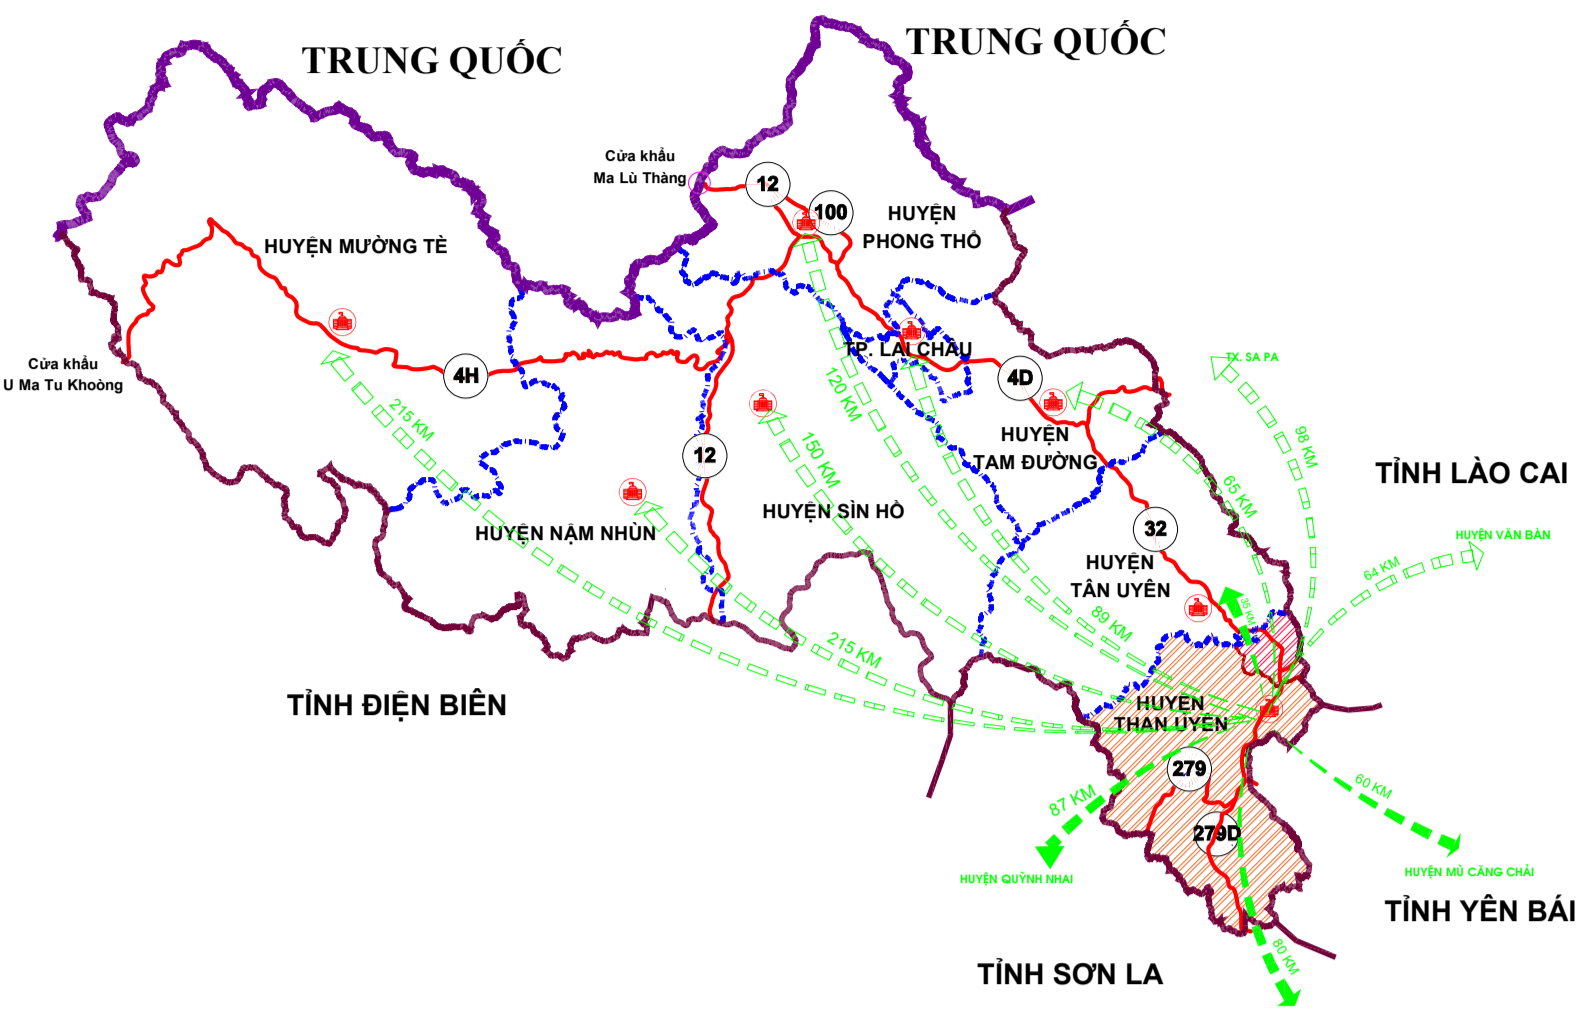 TRUNG QUỐC
TRUNG QUỐC
Cửa khẩu
Ma Lù Thàng
12
100
HUYỆN
PHONG THỔ
HUYỆN MƯỜNG TÈ
Cửa khẩu
U Ma Tu Khoòng
4H
TP. LAI CHÂU
4D
TX. SA PA
215 KM
120 KM
150 KM
HUYỆN
TAM ĐƯỜNG
98 KM
65 KM
TỈNH LÀO CAI
12
HUYỆN SÌN HỒ
HUYỆN NẬM NHÙN
32
HUYỆN VĂN BÀN
64 KM
HUYỆN
TÂN UYÊN
35 KM
89 KM
215 KM
TỈNH ĐIỆN BIÊN
HUYỆN
THAN UYÊN
279
87 KM
60 KM
279D
HUYỆN QUỲNH NHAI
HUYỆN MÙ CĂNG CHẢI
TỈNH YÊN BÁI
80 KM
TỈNH SƠN LA